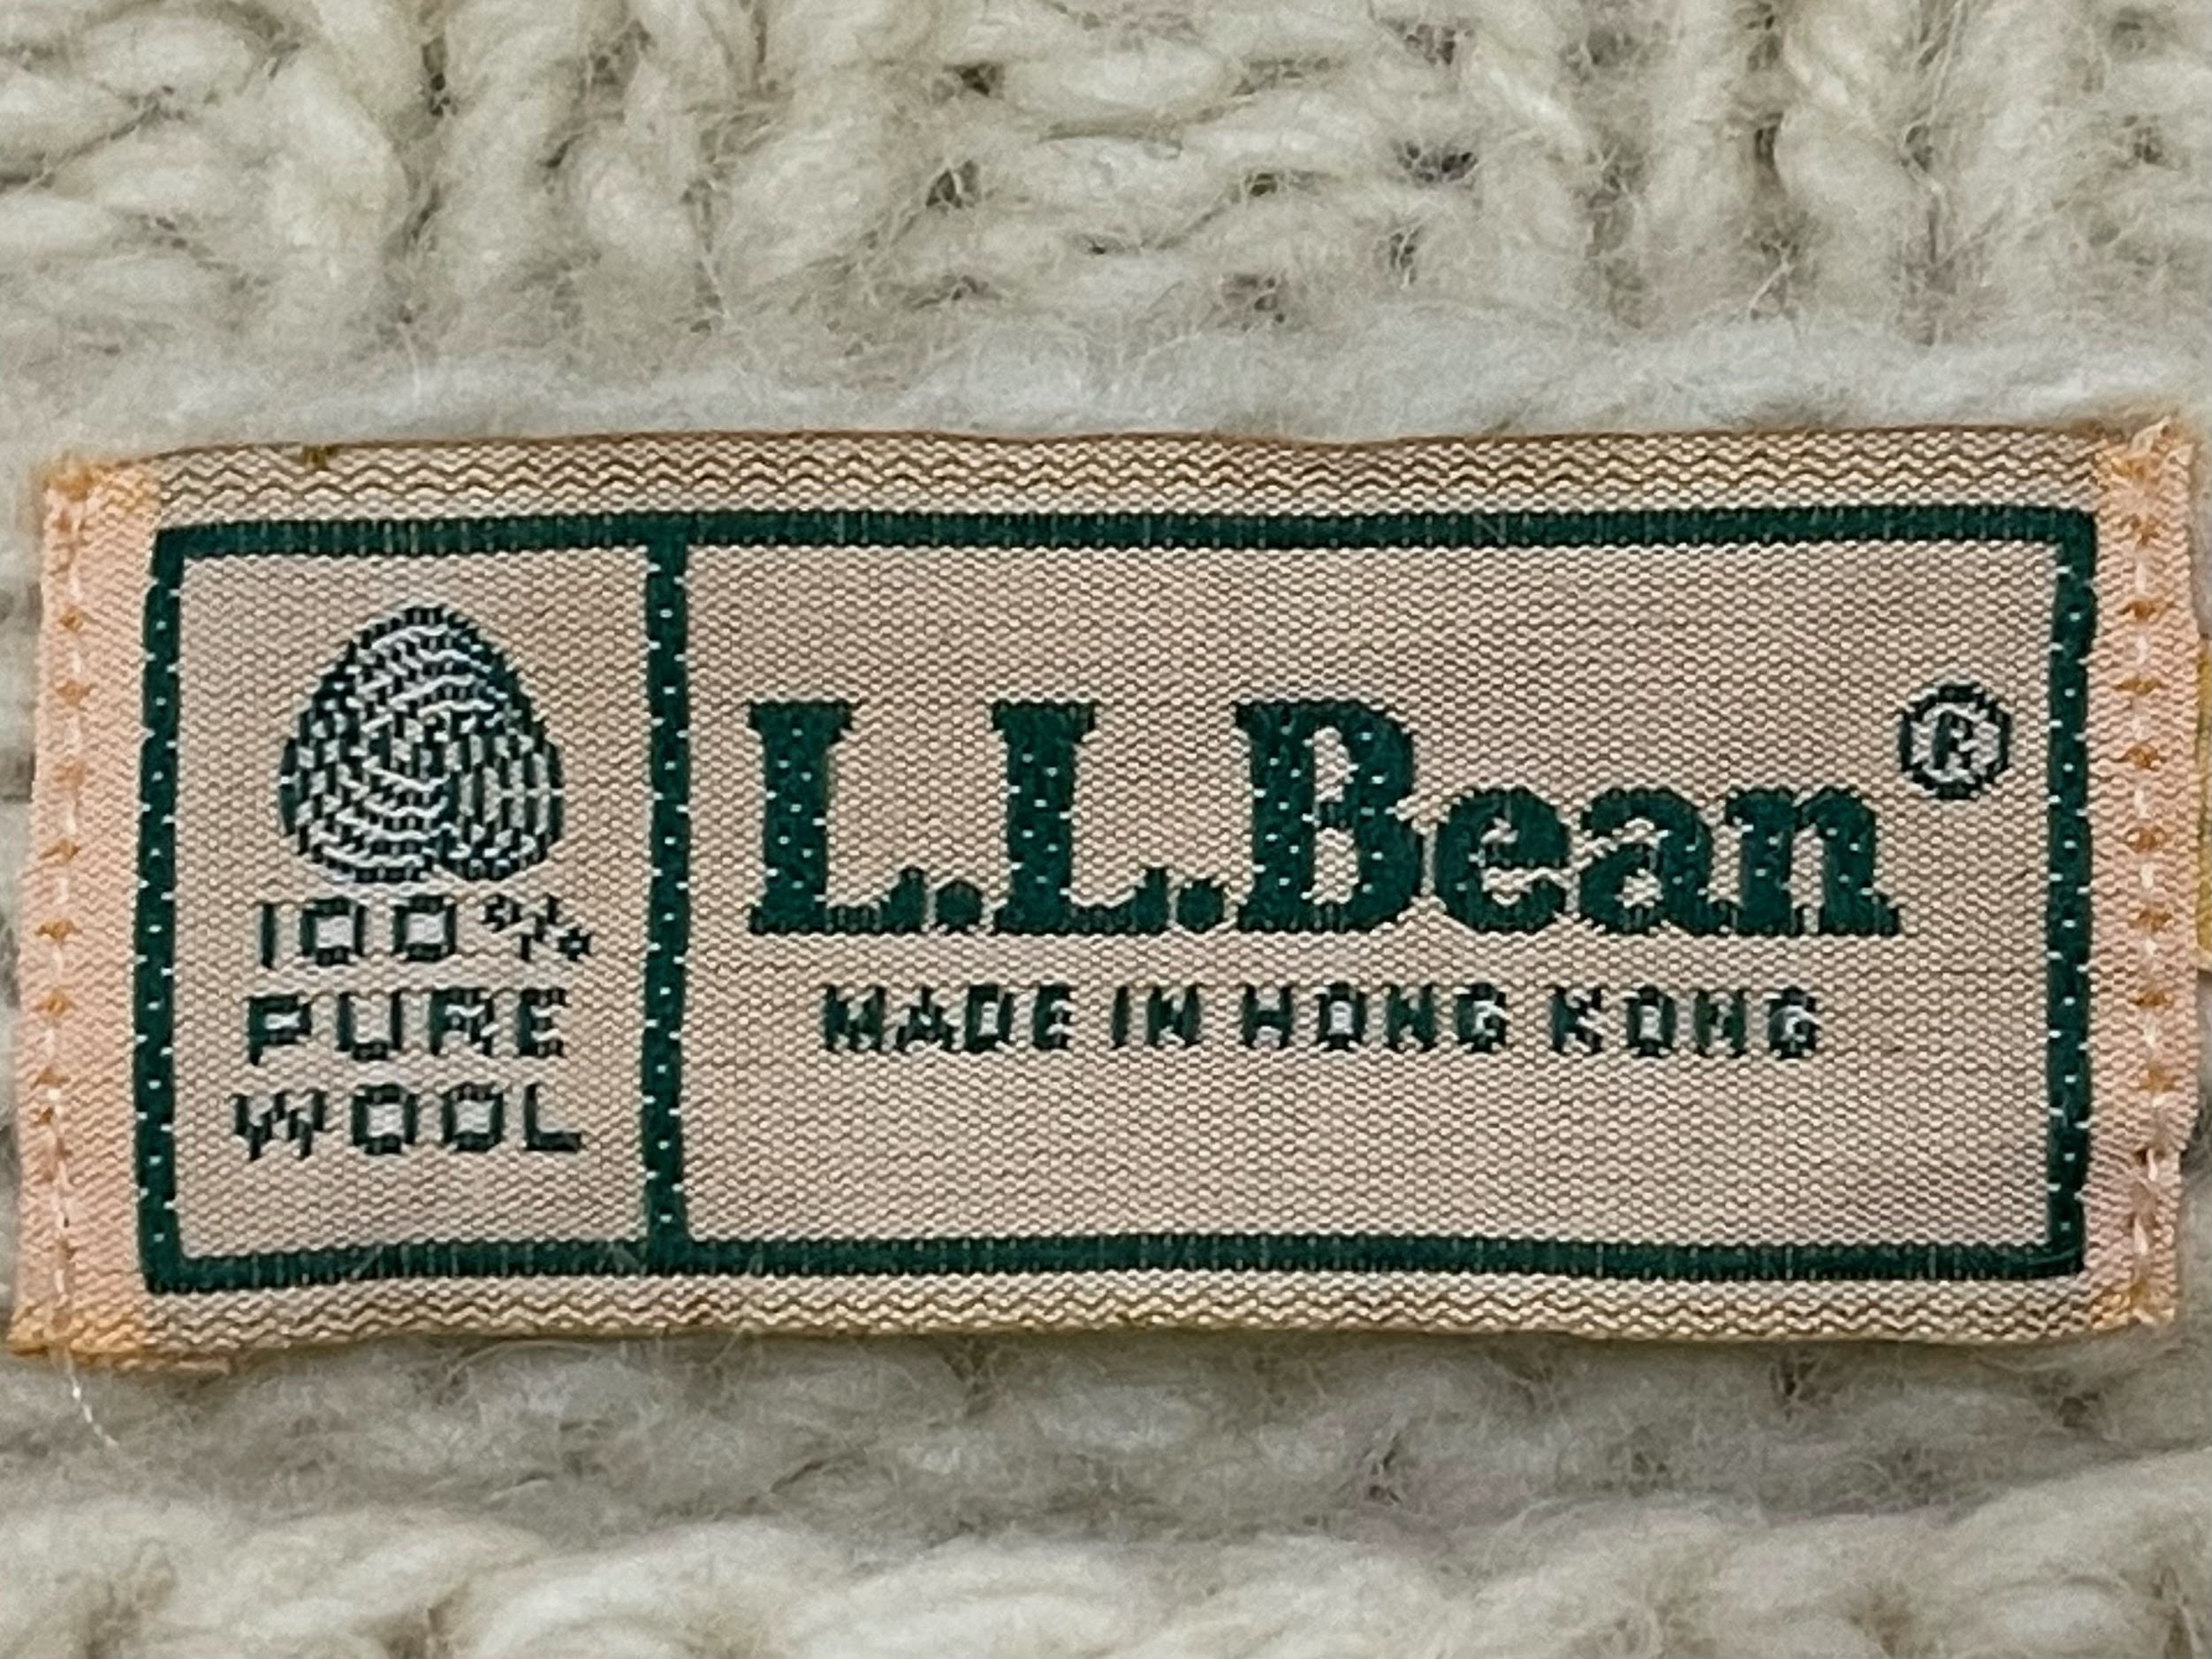 100%
PURE
WOOL
L.L.Bean®
MADE IN HONG KONG